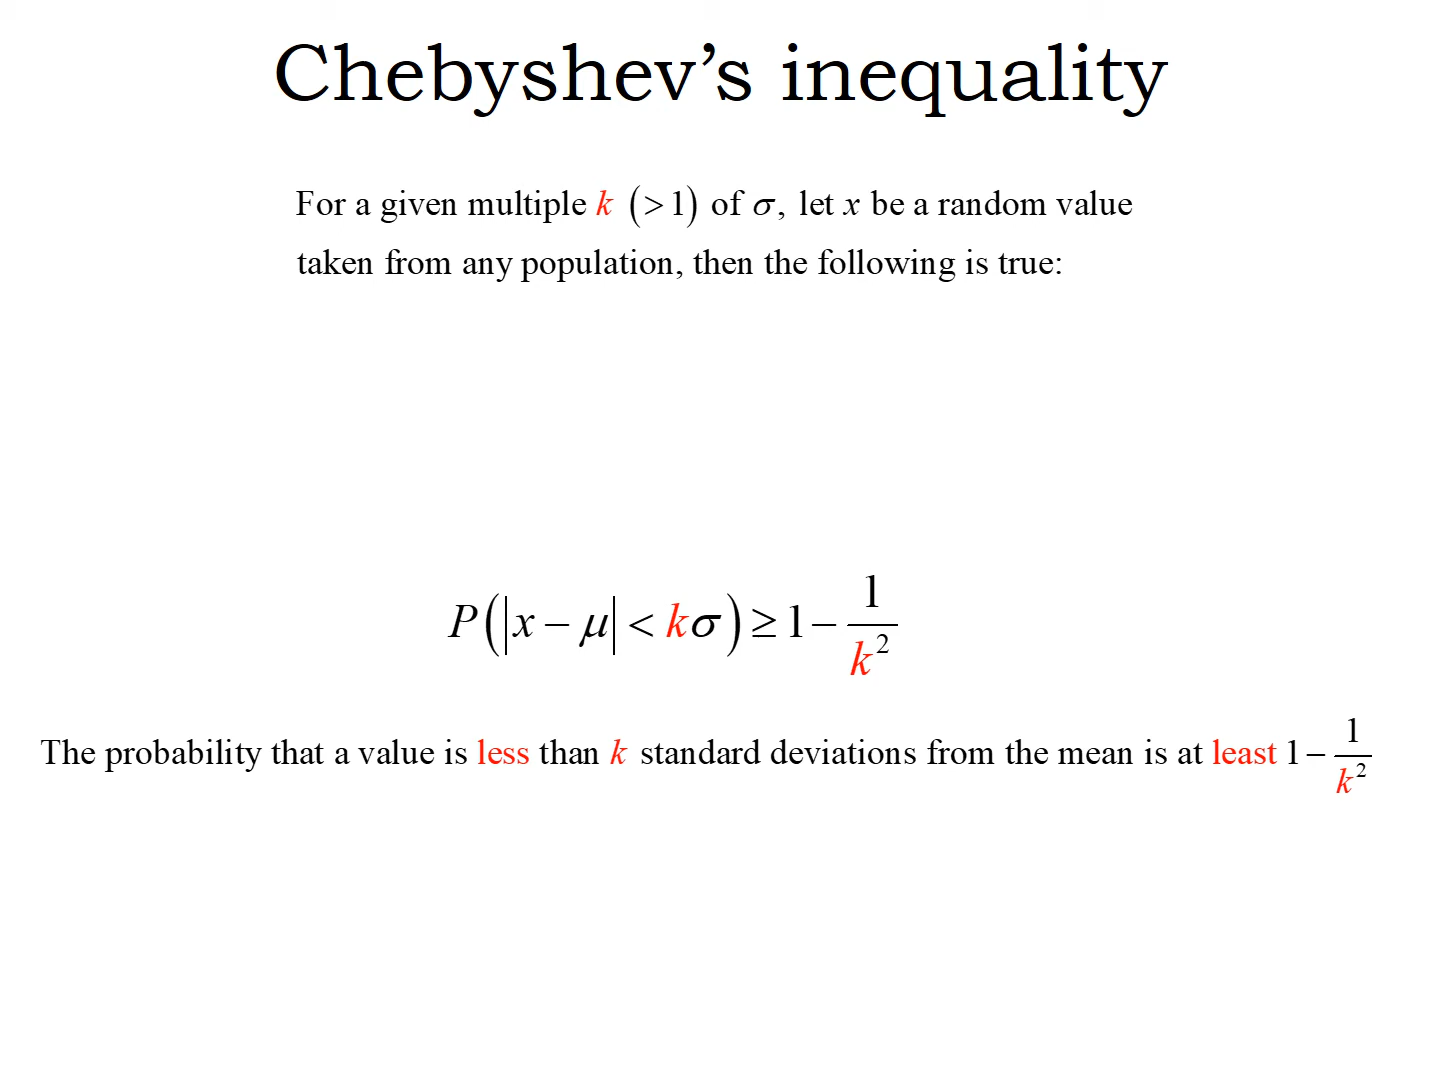 Chebyshev’s inequality
For a given multiple k (>1) of σ, let x be a random value
taken from any population, then the following is true:
P(|x − μ| < kσ) ≥ 1 − 1/k²
The probability that a value is less than k standard deviations from the mean is at least 1 − 1/k²